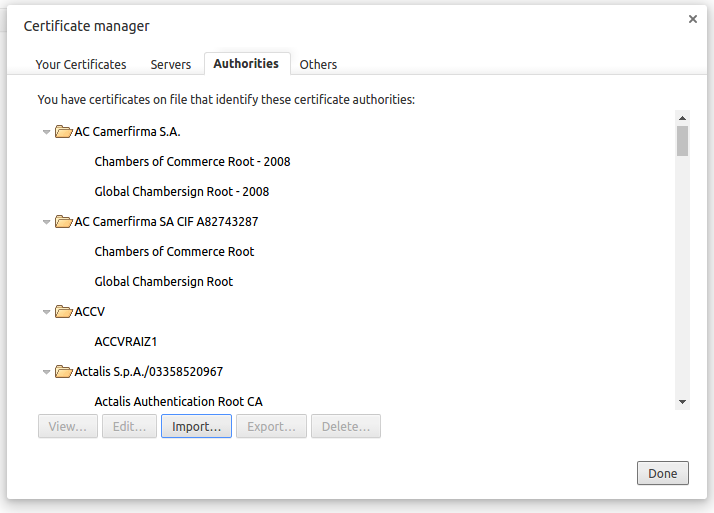 Certificate manager
Your Certificates Servers Authorities Others
You have certificates on file that identify these certificate authorities:
AC Camerfirma S.A.
Chambers of Commerce Root - 2008
Global Chambersign Root - 2008
AC Camerfirma SA CIF A82743287
Chambers of Commerce Root
Global Chambersign Root
ACCV
ACCVRAIZ1
Actalis S.p.A./03358520967
Actalis Authentication Root CA
View... Edit... Import... Export... Delete...
Done